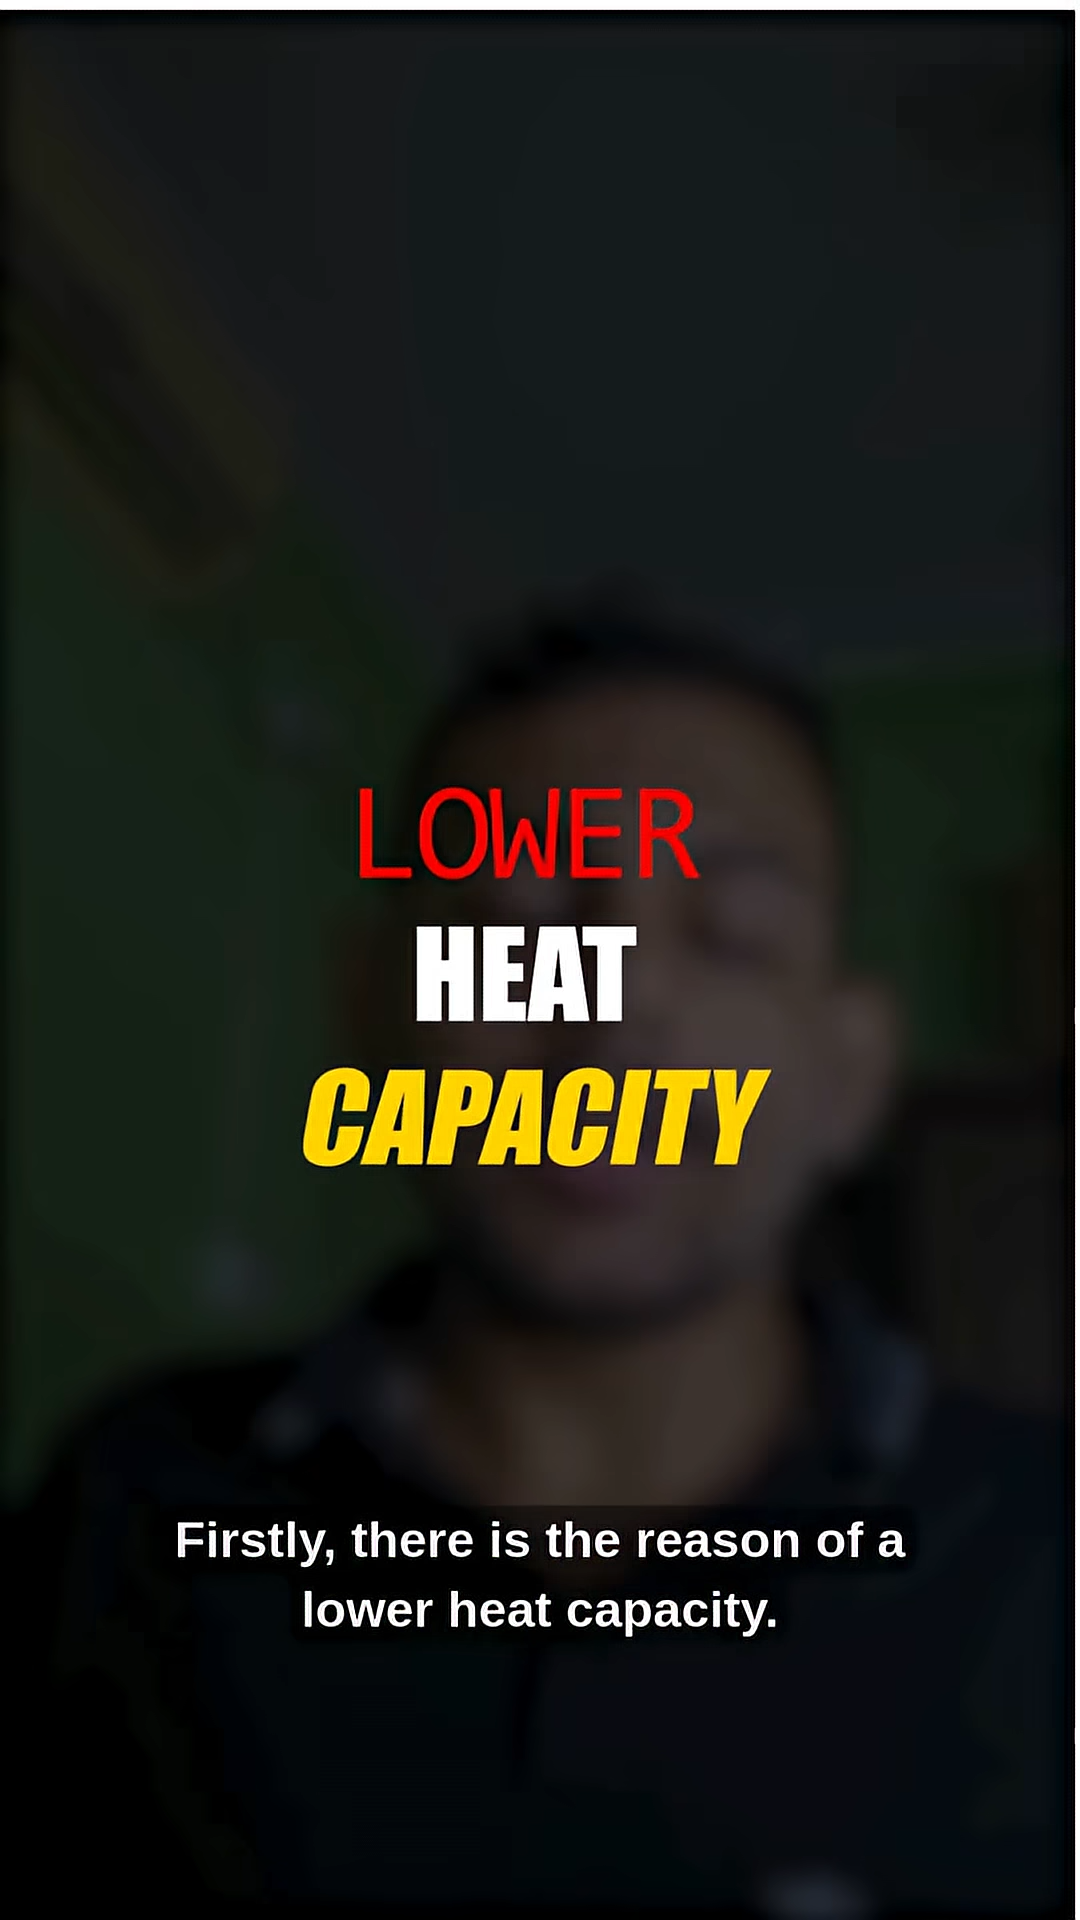 LOWER
HEAT
CAPACITY
Firstly, there is the reason of a
lower heat capacity.